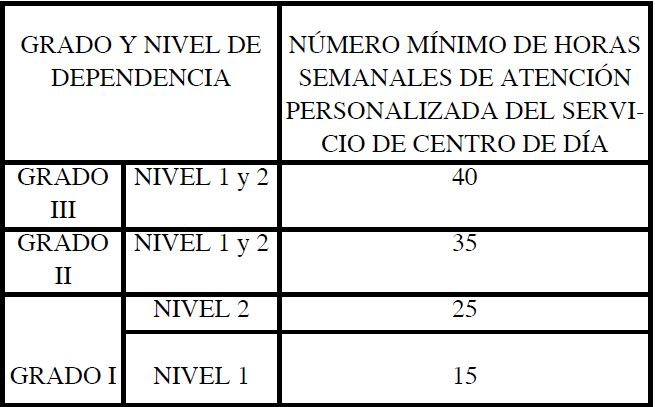 GRADO Y NIVEL DE
DEPENDENCIA
NÚMERO MÍNIMO DE HORAS
SEMANALES DE ATENCIÓN
PERSONALIZADA DEL SERVI-
CIO DE CENTRO DE DÍA
GRADO
III
NIVEL 1 y 2
40
GRADO
II
NIVEL 1 y 2
35
NIVEL 2
25
GRADO I
NIVEL 1
15